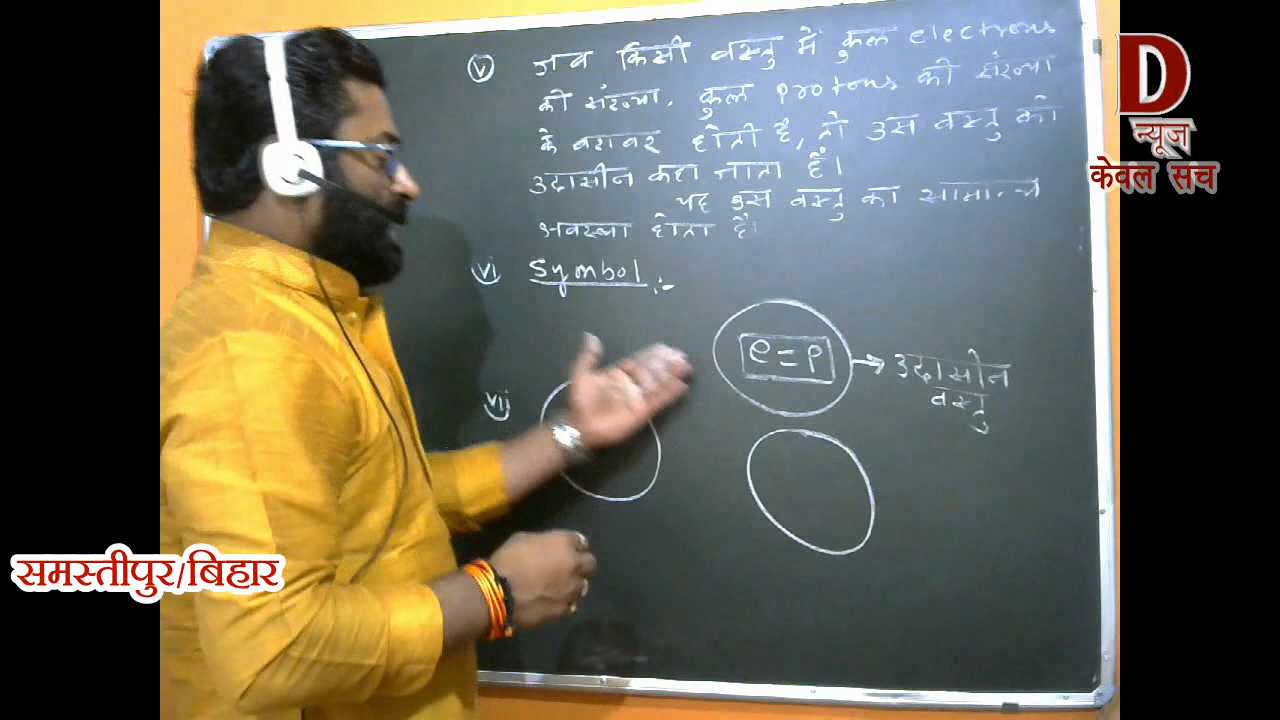 (v) जब किसी वस्तु में कुल electrons
की संख्या, कुल protons की संख्या
के बराबर होती है, तो उस वस्तु को
उदासीन कहा जाता है।
यह उस वस्तु का सामान्य
अवस्था होता है।
(vi) Symbol :-
e = p → उदासीन
वस्तु
(vii)
D
न्यूज
केवल सच
समस्तीपुर/बिहार